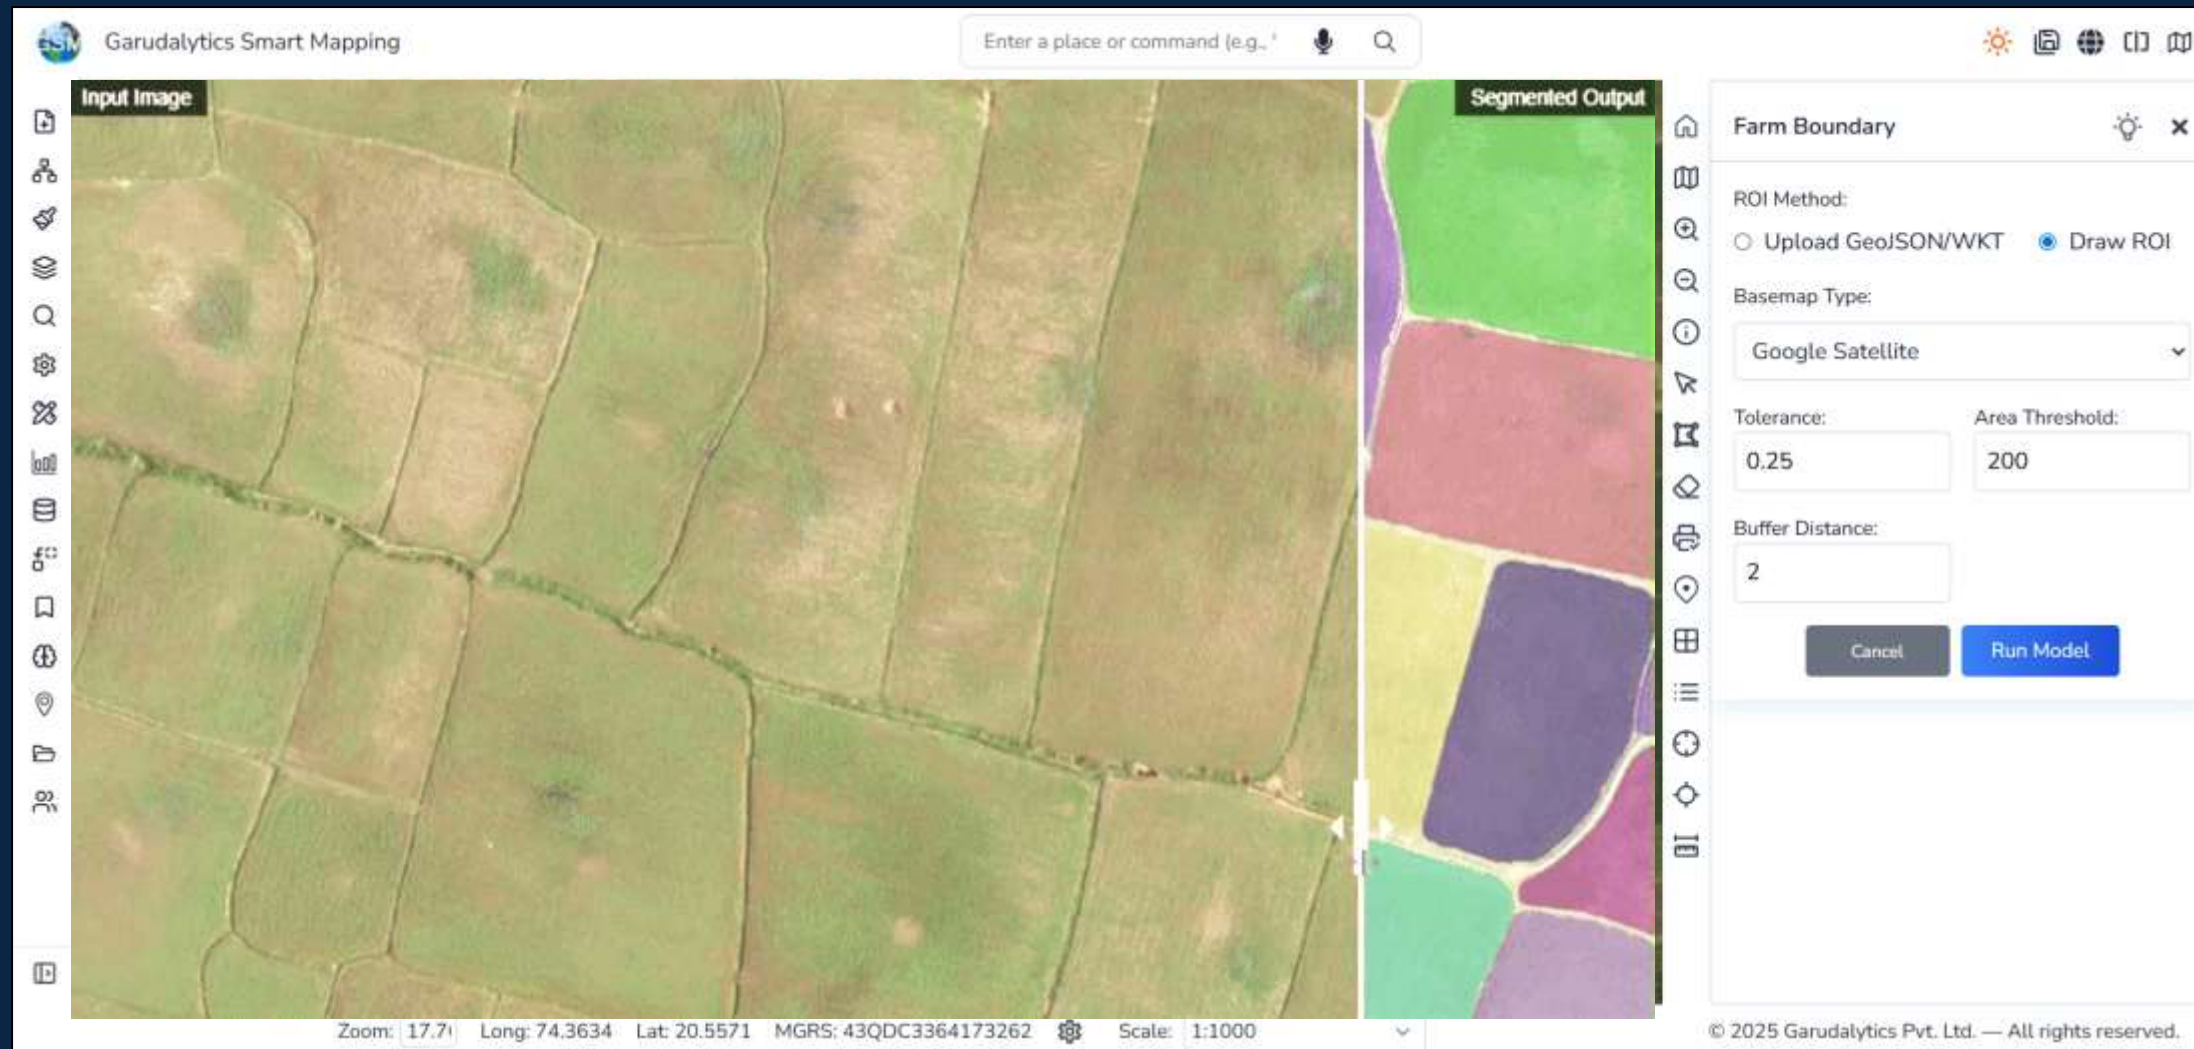 Garudalytics Smart Mapping
Enter a place or command (e.g., '
Input Image
Segmented Output
Farm Boundary
ROI Method:
Upload GeoJSON/WKT
Draw ROI
Basemap Type:
Google Satellite
Tolerance:
Area Threshold:
0.25
200
Buffer Distance:
2
Cancel
Run Model
Zoom: 17.7 Long: 74.3634 Lat: 20.5571 MGRS: 43QDC3364173262 Scale: 1:1000
© 2025 Garudalytics Pvt. Ltd. — All rights reserved.